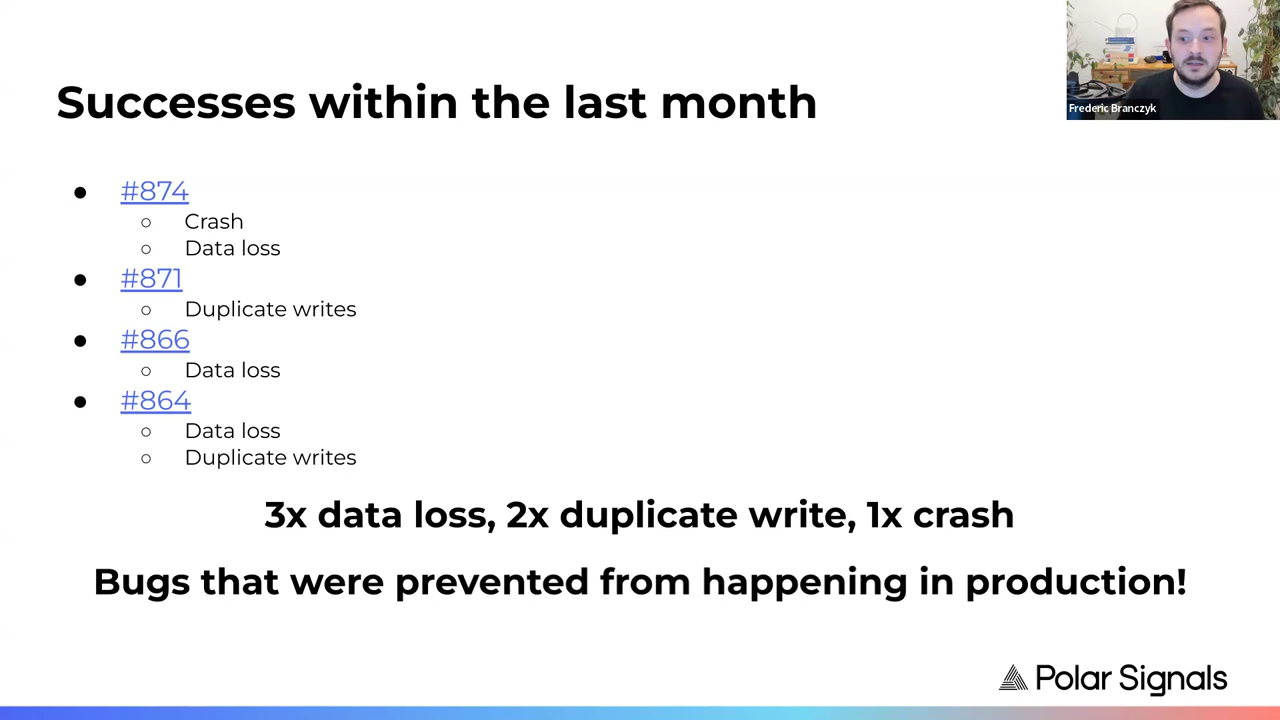 Frederic Branczyk
Successes within the last month
● #874
○ Crash
○ Data loss
● #871
○ Duplicate writes
● #866
○ Data loss
● #864
○ Data loss
○ Duplicate writes
3x data loss, 2x duplicate write, 1x crash
Bugs that were prevented from happening in production!
Polar Signals